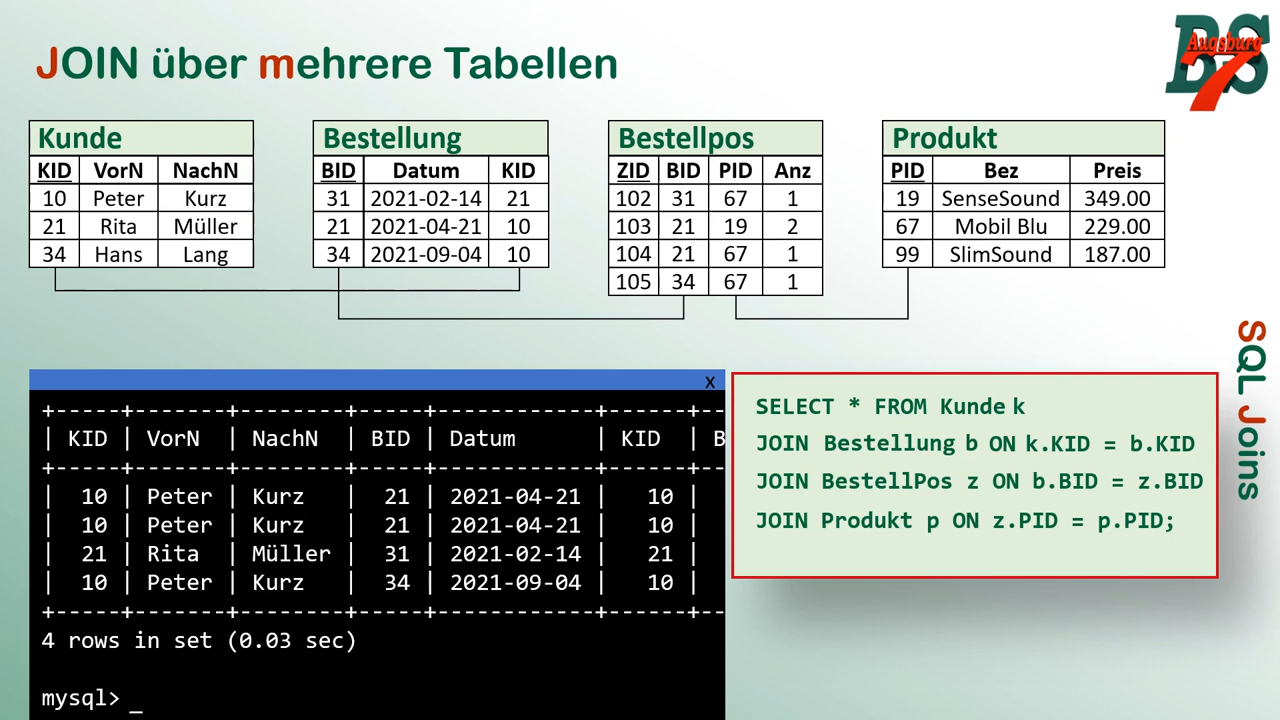 JOIN über mehrere Tabellen
BS
Augsburg
7
Kunde
KID VorN NachN
10 Peter Kurz
21 Rita Müller
34 Hans Lang
Bestellung
BID Datum KID
31 2021-02-14 21
21 2021-04-21 10
34 2021-09-04 10
Bestellpos
ZID BID PID Anz
102 31 67 1
103 21 19 2
104 21 67 1
105 34 67 1
Produkt
PID Bez Preis
19 SenseSound 349.00
67 Mobil Blu 229.00
99 SlimSound 187.00
SQL Joins
x
+-----+-------+--------+-----+------------+------+--
| KID | VorN | NachN | BID | Datum | KID | B
+-----+-------+--------+-----+------------+------+--
| 10 | Peter | Kurz | 21 | 2021-04-21 | 10 |
| 10 | Peter | Kurz | 21 | 2021-04-21 | 10 |
| 21 | Rita | Müller | 31 | 2021-02-14 | 21 |
| 10 | Peter | Kurz | 34 | 2021-09-04 | 10 |
+-----+-------+--------+-----+------------+------+--
4 rows in set (0.03 sec)
mysql> _
SELECT * FROM Kunde k
JOIN Bestellung b ON k.KID = b.KID
JOIN BestellPos z ON b.BID = z.BID
JOIN Produkt p ON z.PID = p.PID;